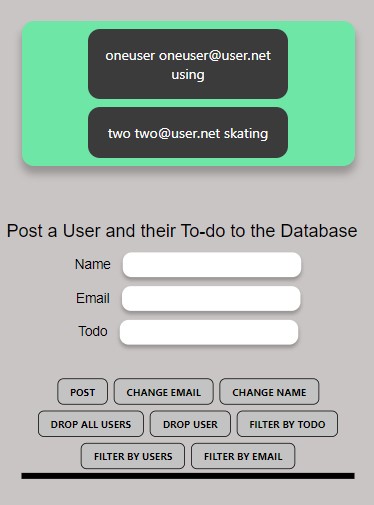 oneuser oneuser@user.net
using
two two@user.net skating
Post a User and their To-do to the Database
Name
Email
Todo
POST CHANGE EMAIL CHANGE NAME
DROP ALL USERS DROP USER FILTER BY TODO
FILTER BY USERS FILTER BY EMAIL